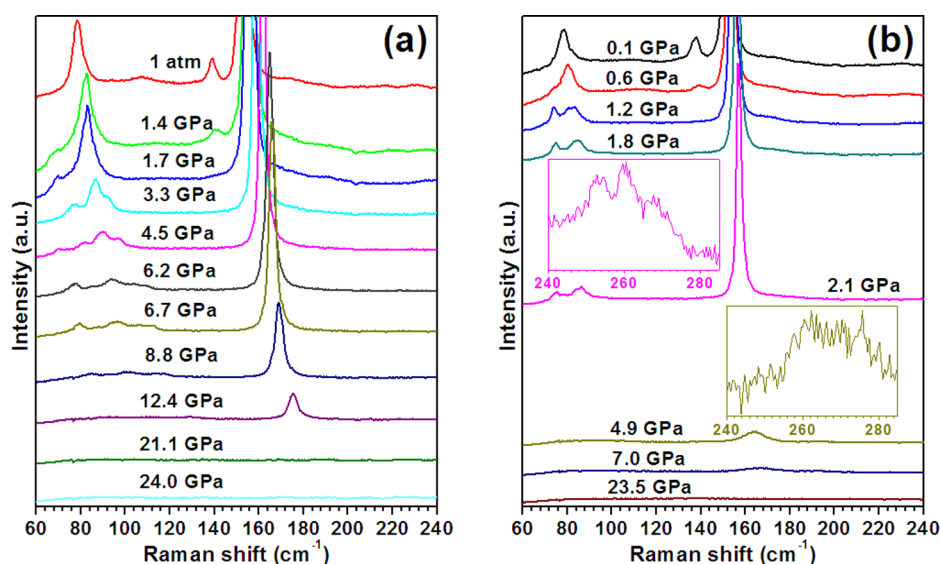 (a)
1 atm
1.4 GPa
1.7 GPa
3.3 GPa
4.5 GPa
6.2 GPa
6.7 GPa
8.8 GPa
12.4 GPa
21.1 GPa
24.0 GPa
Intensity (a.u.)
60 80 100 120 140 160 180 200 220 240
Raman shift (cm⁻¹)
(b)
0.1 GPa
0.6 GPa
1.2 GPa
1.8 GPa
240 260 280
2.1 GPa
240 260 280
4.9 GPa
7.0 GPa
23.5 GPa
Intensity (a.u.)
60 80 100 120 140 160 180 200 220 240
Raman shift (cm⁻¹)